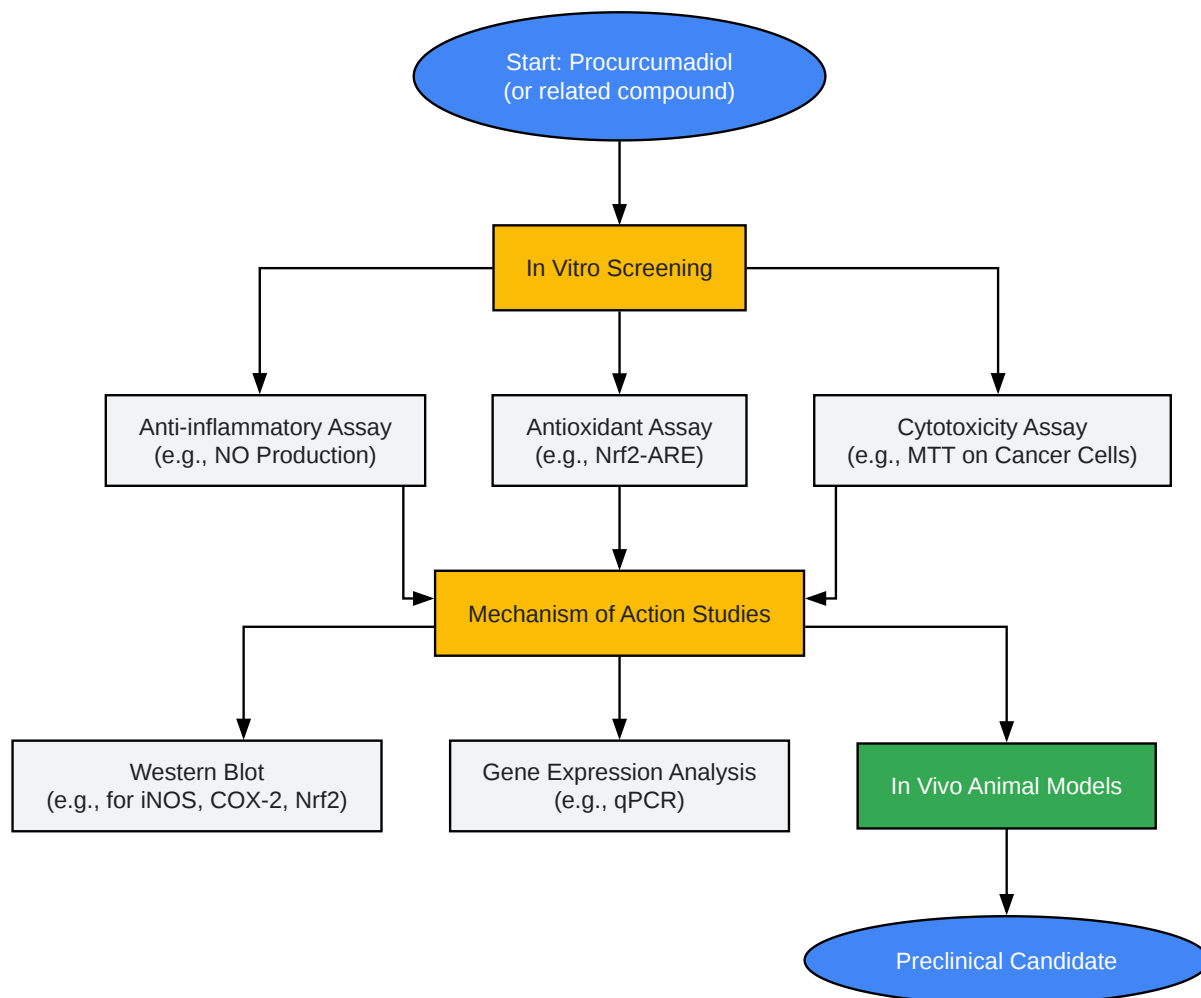 Start: Procurcumadiol
(or related compound)
In Vitro Screening
Anti-inflammatory Assay
(e.g., NO Production)
Antioxidant Assay
(e.g., Nrf2-ARE)
Cytotoxicity Assay
(e.g., MTT on Cancer Cells)
Mechanism of Action Studies
Western Blot
(e.g., for iNOS, COX-2, Nrf2)
Gene Expression Analysis
(e.g., qPCR)
In Vivo Animal Models
Preclinical Candidate